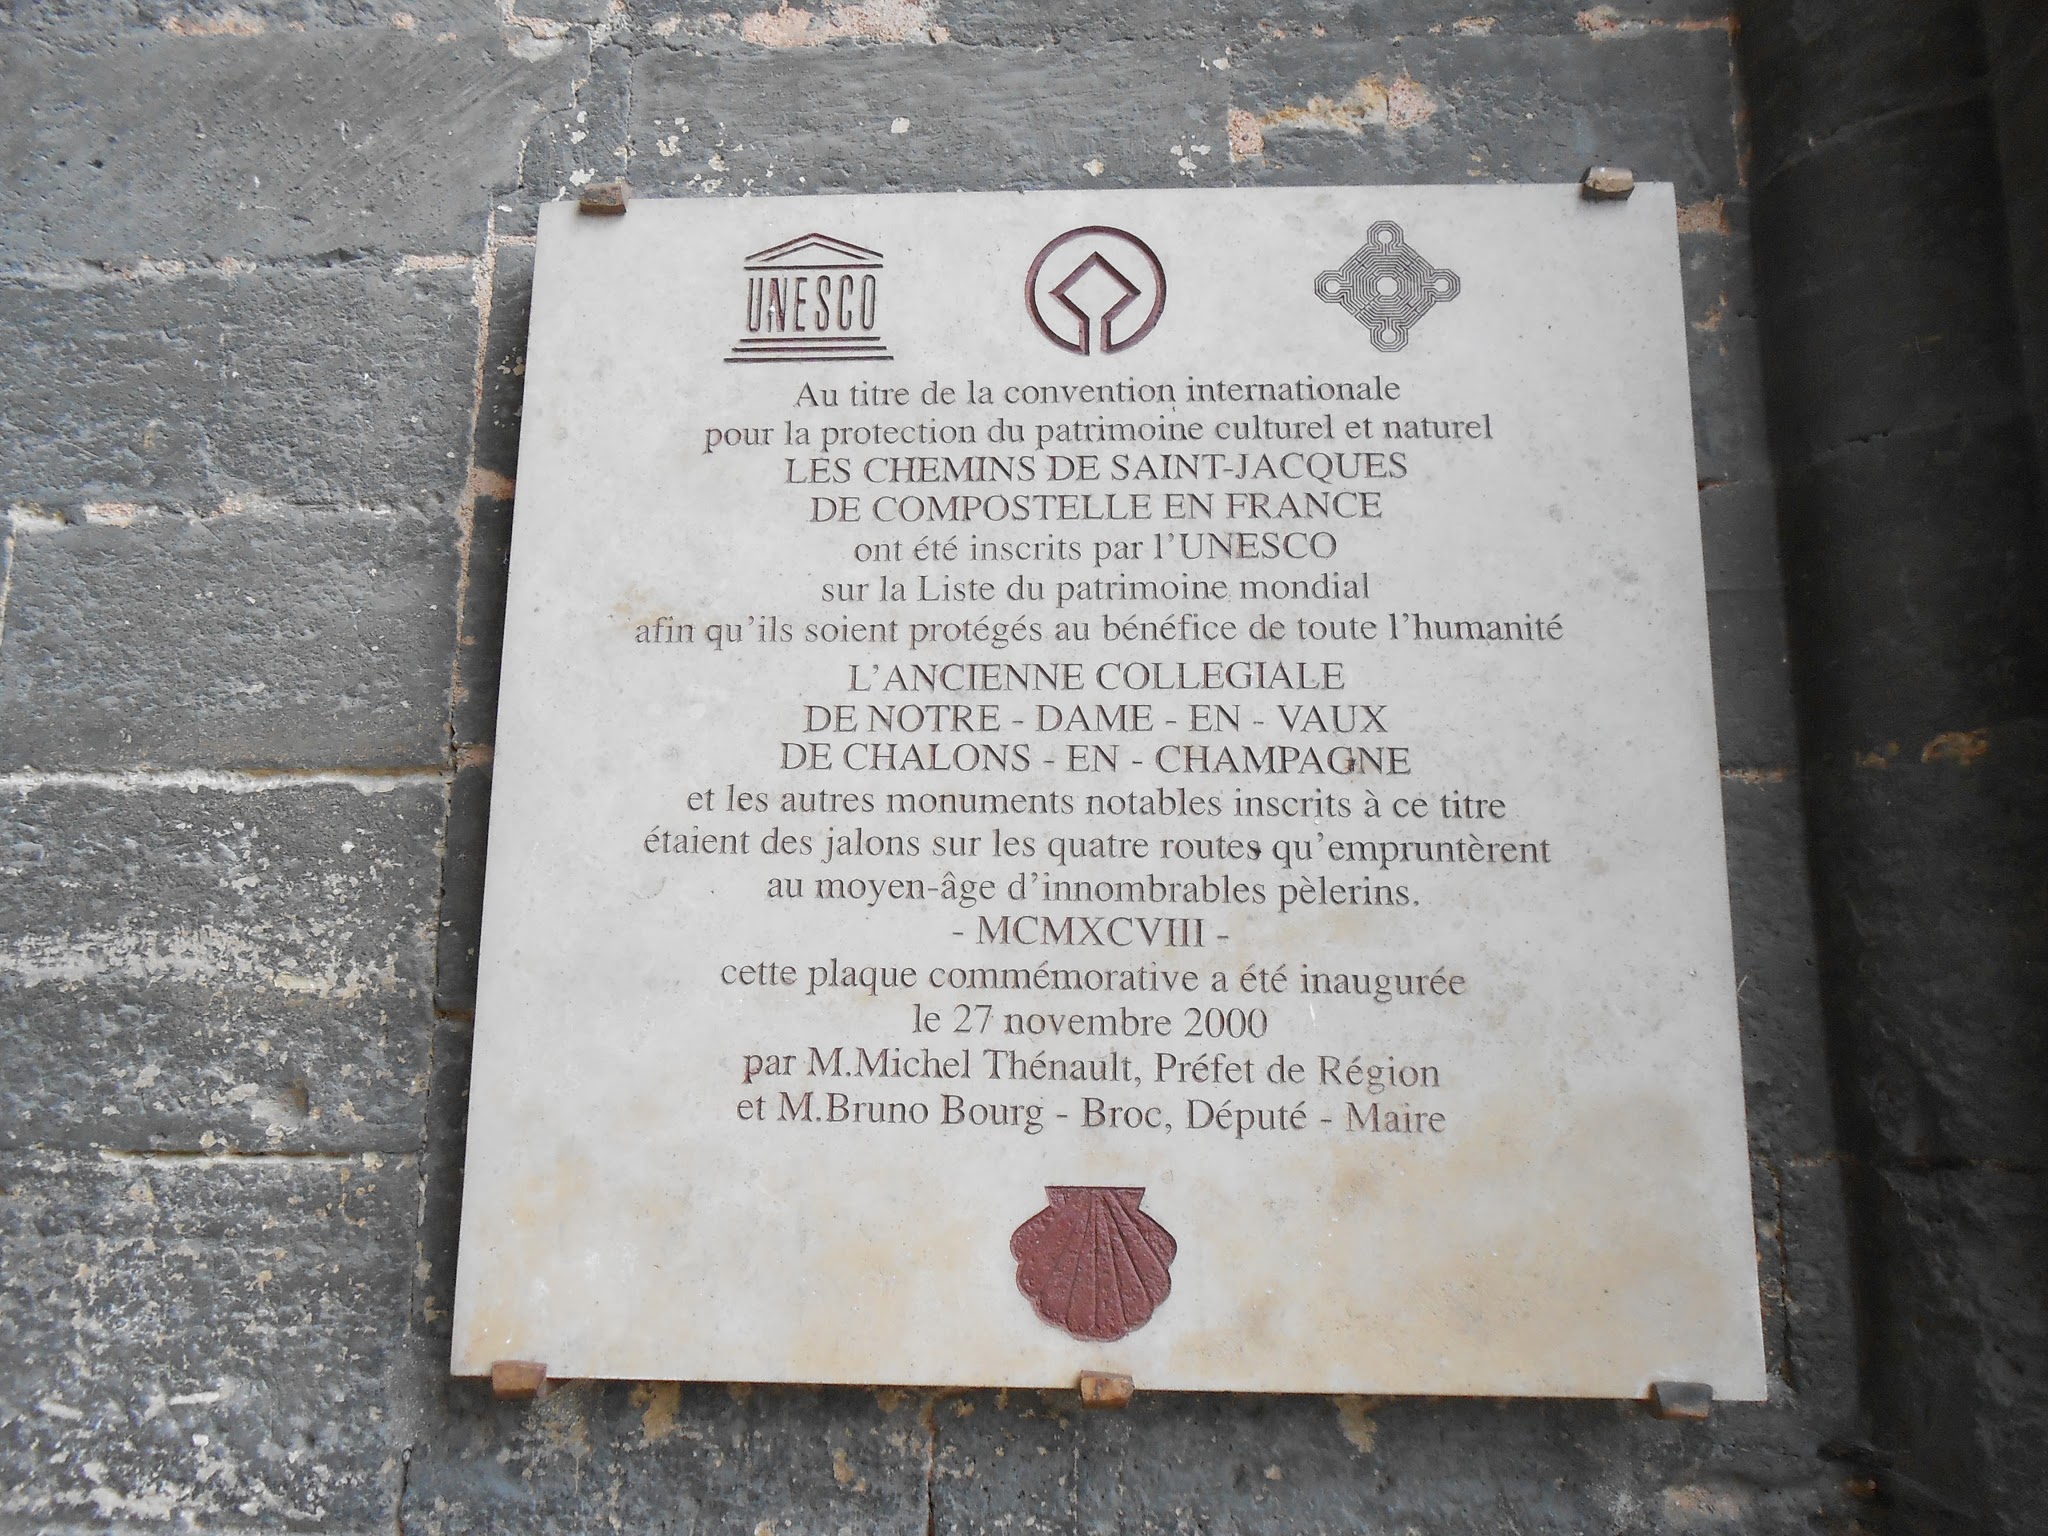 UNESCO
Au titre de la convention internationale
pour la protection du patrimoine culturel et naturel
LES CHEMINS DE SAINT-JACQUES
DE COMPOSTELLE EN FRANCE
ont été inscrits par l'UNESCO
sur la Liste du patrimoine mondial
afin qu'ils soient protégés au bénéfice de toute l'humanité
L'ANCIENNE COLLEGIALE
DE NOTRE - DAME - EN - VAUX
DE CHALONS - EN - CHAMPAGNE
et les autres monuments notables inscrits à ce titre
étaient des jalons sur les quatre routes qu'empruntèrent
au moyen-âge d'innombrables pèlerins.
- MCMXCVIII -
cette plaque commémorative a été inaugurée
le 27 novembre 2000
par M.Michel Thénault, Préfet de Région
et M.Bruno Bourg - Broc, Député - Maire